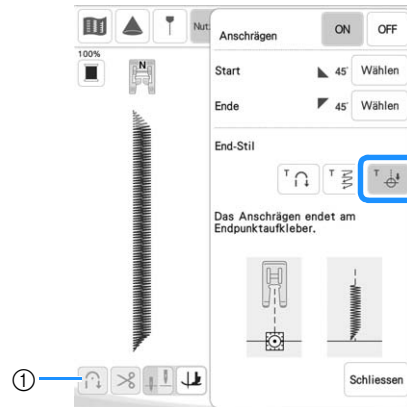 Nut
Anschrägen
ON
OFF
100%
N
Start
45°
Wählen
Ende
45°
Wählen
End-Stil
T
T
T
Das Anschrägen endet am
Endpunktaufkleber.
①
Schliessen